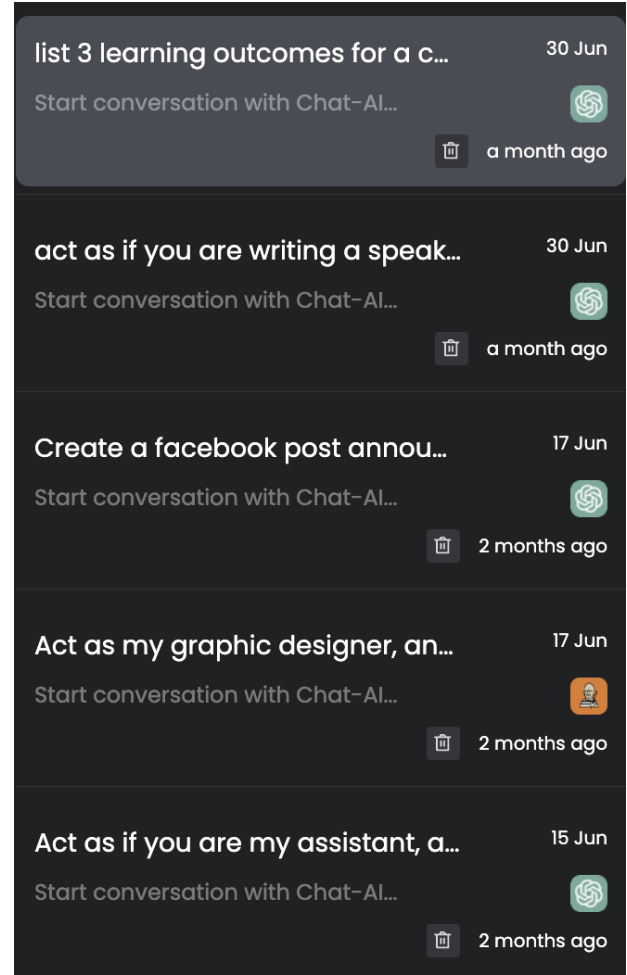 list 3 learning outcomes for a c...
30 Jun
Start conversation with Chat-AI...
a month ago
act as if you are writing a speak...
30 Jun
Start conversation with Chat-AI...
a month ago
Create a facebook post annou...
17 Jun
Start conversation with Chat-AI...
2 months ago
Act as my graphic designer, an...
17 Jun
Start conversation with Chat-AI...
2 months ago
Act as if you are my assistant, a...
15 Jun
Start conversation with Chat-AI...
2 months ago